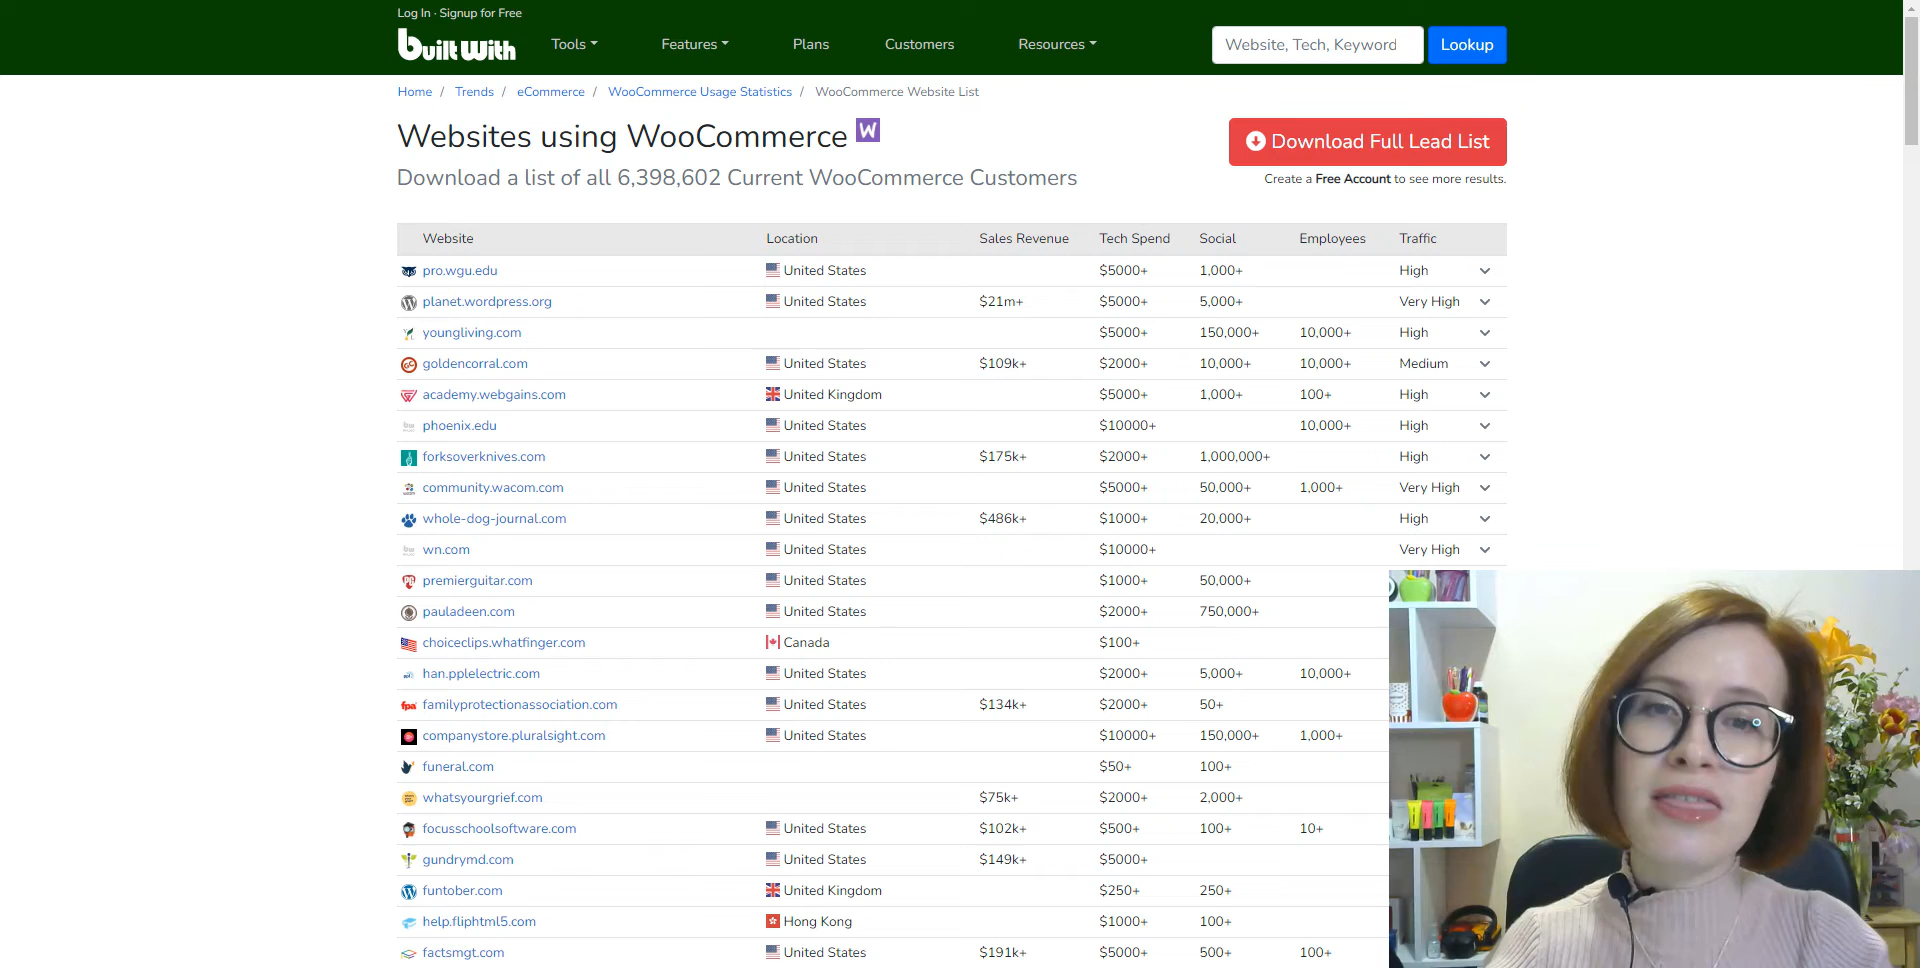 Log In · Signup for Free
builtwith
Tools Features Plans Customers Resources Website, Tech, Keyword Lookup
Home / Trends / eCommerce / WooCommerce Usage Statistics / WooCommerce Website List
Websites using WooCommerce W
Download Full Lead List
Download a list of all 6,398,602 Current WooCommerce Customers
Create a Free Account to see more results.
Website Location Sales Revenue Tech Spend Social Employees Traffic
pro.wgu.edu United States $5000+ 1,000+ High
planet.wordpress.org United States $21m+ $5000+ 5,000+ Very High
youngliving.com $5000+ 150,000+ 10,000+ High
goldencorral.com United States $109k+ $2000+ 10,000+ 10,000+ Medium
academy.webgains.com United Kingdom $5000+ 1,000+ 100+ High
phoenix.edu United States $10000+ 10,000+ High
forksoverknives.com United States $175k+ $2000+ 1,000,000+ High
community.wacom.com United States $5000+ 50,000+ 1,000+ Very High
whole-dog-journal.com United States $486k+ $1000+ 20,000+ High
wn.com United States $10000+ Very High
premierguitar.com United States $1000+ 50,000+
pauladeen.com United States $2000+ 750,000+
choiceclips.whatfinger.com Canada $100+
han.pplelectric.com United States $2000+ 5,000+ 10,000+
fpa familyprotectionassociation.com United States $134k+ $2000+ 50+
companystore.pluralsight.com United States $10000+ 150,000+ 1,000+
funeral.com $50+ 100+
whatsyourgrief.com $75k+ $2000+ 2,000+
focusschoolsoftware.com United States $102k+ $500+ 100+ 10+
gundrymd.com United States $149k+ $5000+
funtober.com United Kingdom $250+ 250+
help.fliphtml5.com Hong Kong $1000+ 100+
factsmgt.com United States $191k+ $5000+ 500+ 100+